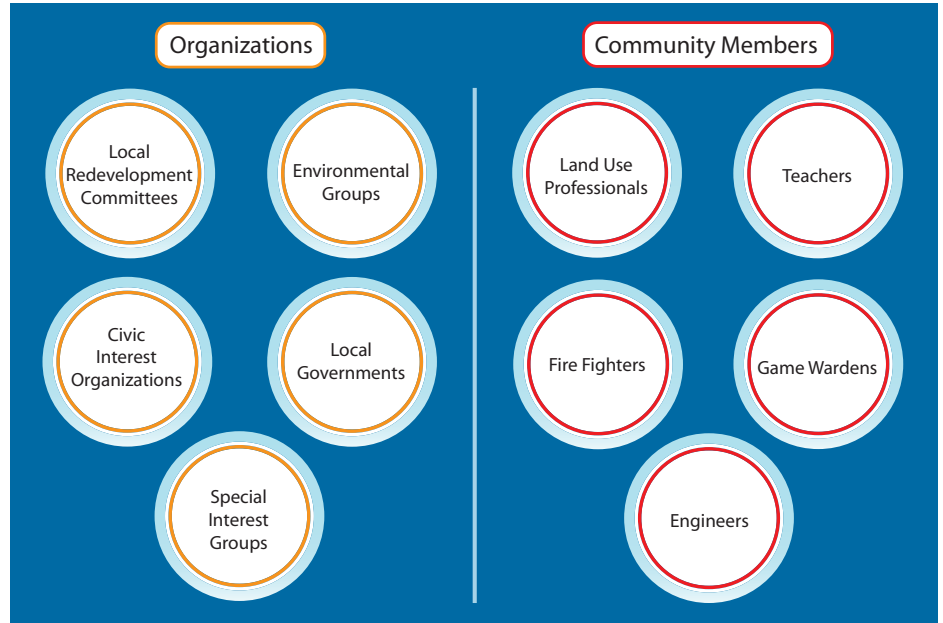 Organizations
Local
Redevelopment
Committees
Environmental
Groups
Civic
Interest
Organizations
Local
Governments
Special
Interest
Groups
Community Members
Land Use
Professionals
Teachers
Fire Fighters
Game Wardens
Engineers